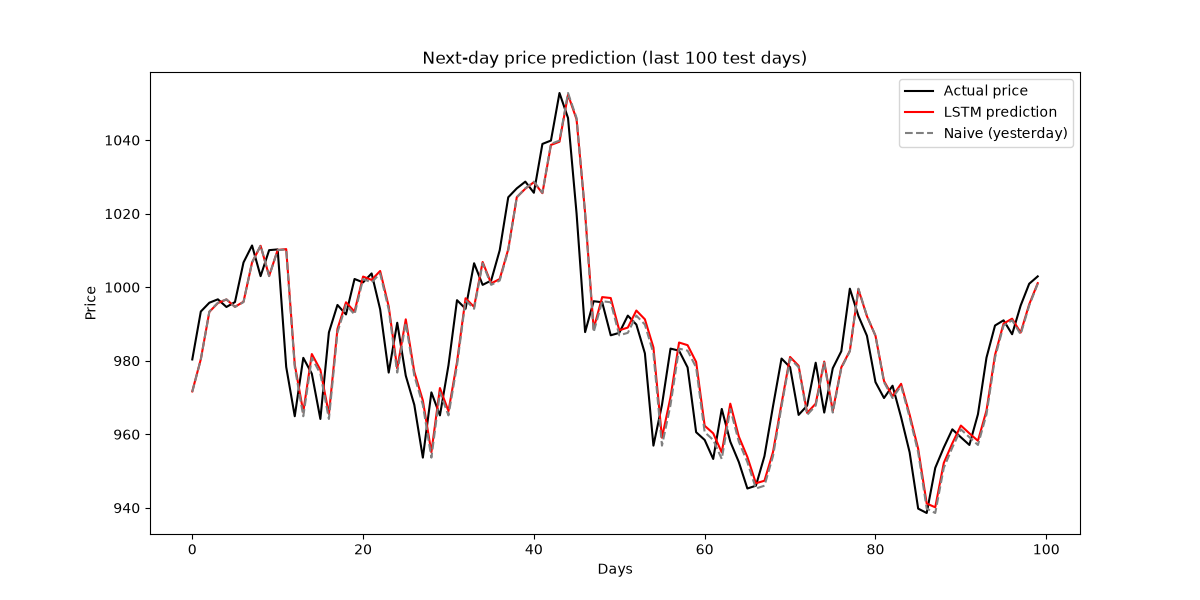 Next-day price prediction (last 100 test days)
Actual price
LSTM prediction
Naive (yesterday)
Price
1040
1020
1000
980
960
940
0 20 40 60 80 100
Days